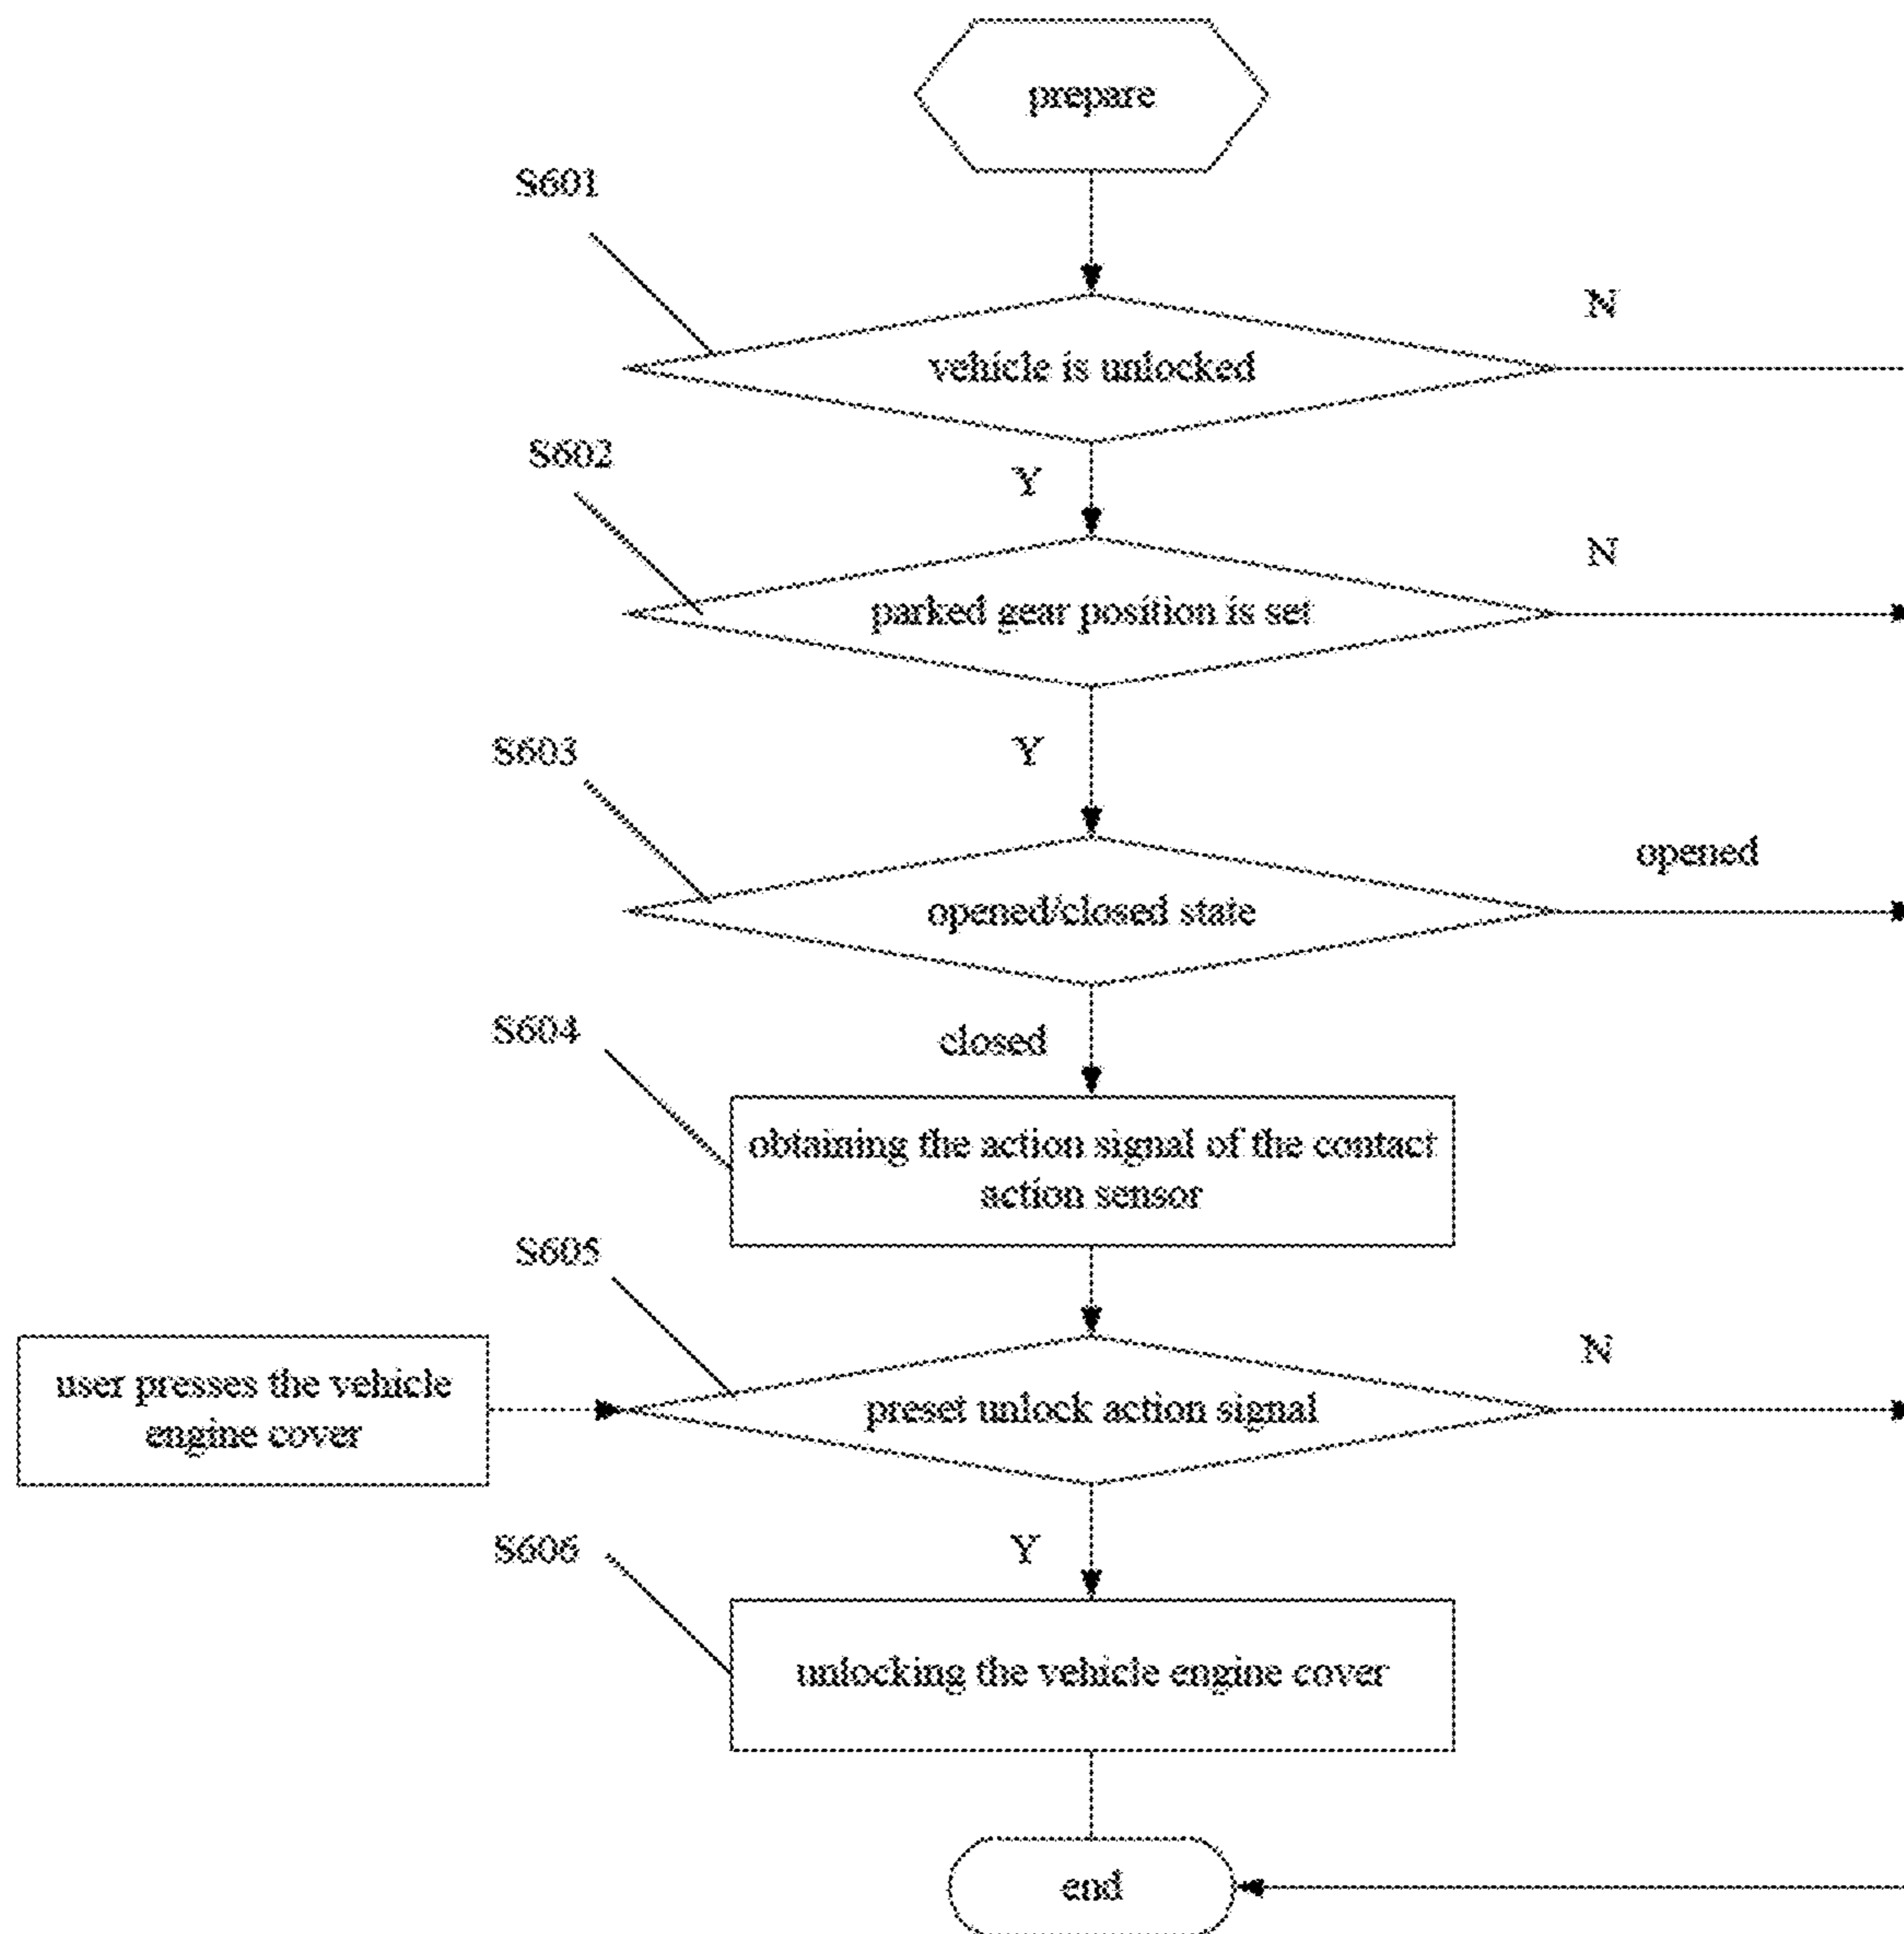 prepare
S601
N
vehicle is unlocked
S602
Y
N
parked gear position is set
S603
Y
opened
opened/closed state
S604
closed
obtaining the action signal of the contact
action sensor
S605
N
user presses the vehicle
engine cover
preset unlock action signal
S606
Y
unlocking the vehicle engine cover
end